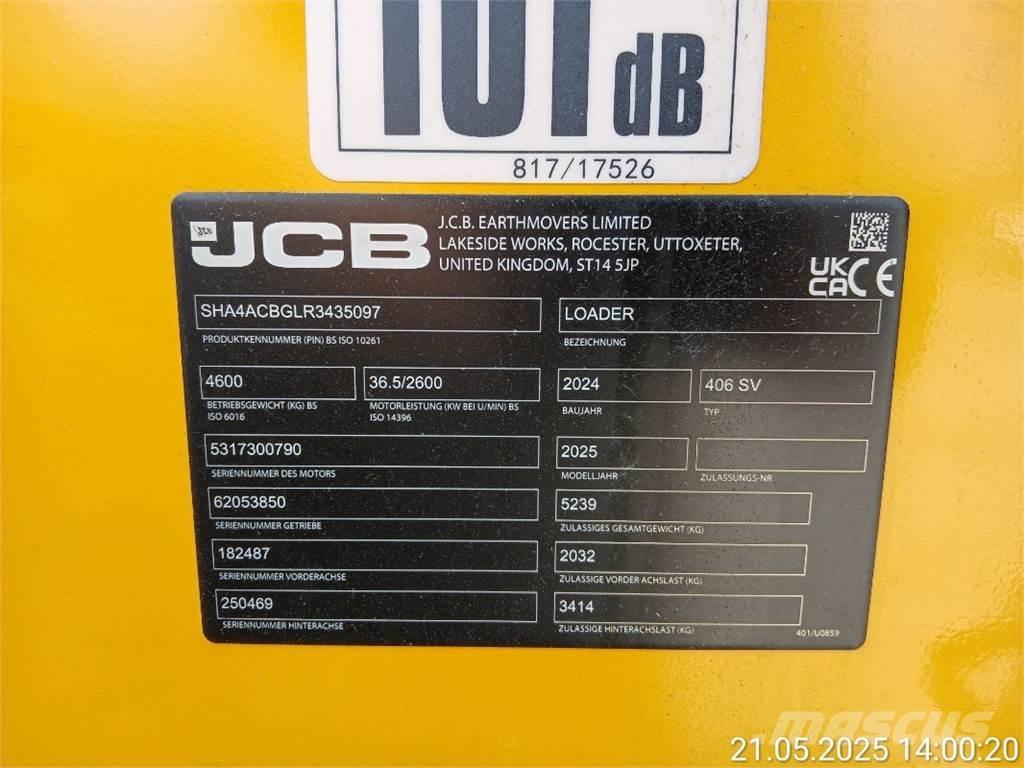 101 dB
817/17526
JCB
J.C.B. EARTHMOVERS LIMITED
LAKESIDE WORKS, ROCESTER, UTTOXETER,
UNITED KINGDOM, ST14 5JP
UK
CA CE
SHA4ACBGLR3435097
PRODUKTKENNUMMER (PIN) BS ISO 10261
LOADER
BEZEICHNUNG
4600
BETRIEBSGEWICHT (KG) BS
ISO 6016
36.5/2600
MOTORLEISTUNG (KW BEI U/MIN) BS
ISO 14396
2024
BAUJAHR
406 SV
TYP
5317300790
SERIENNUMMER DES MOTORS
2025
MODELLJAHR
ZULASSUNGS-NR
62053850
SERIENNUMMER GETRIEBE
5239
ZULASSIGES GESAMTGEWICHT (KG)
182487
SERIENNUMMER VORDERACHSE
2032
ZULASSIGE VORDER ACHSLAST (KG)
250469
SERIENNUMMER HINTERACHSE
3414
ZULASSIGE HINTERACHSLAST (KG)
401/U0859
MASCUS
21.05.2025 14:00:20